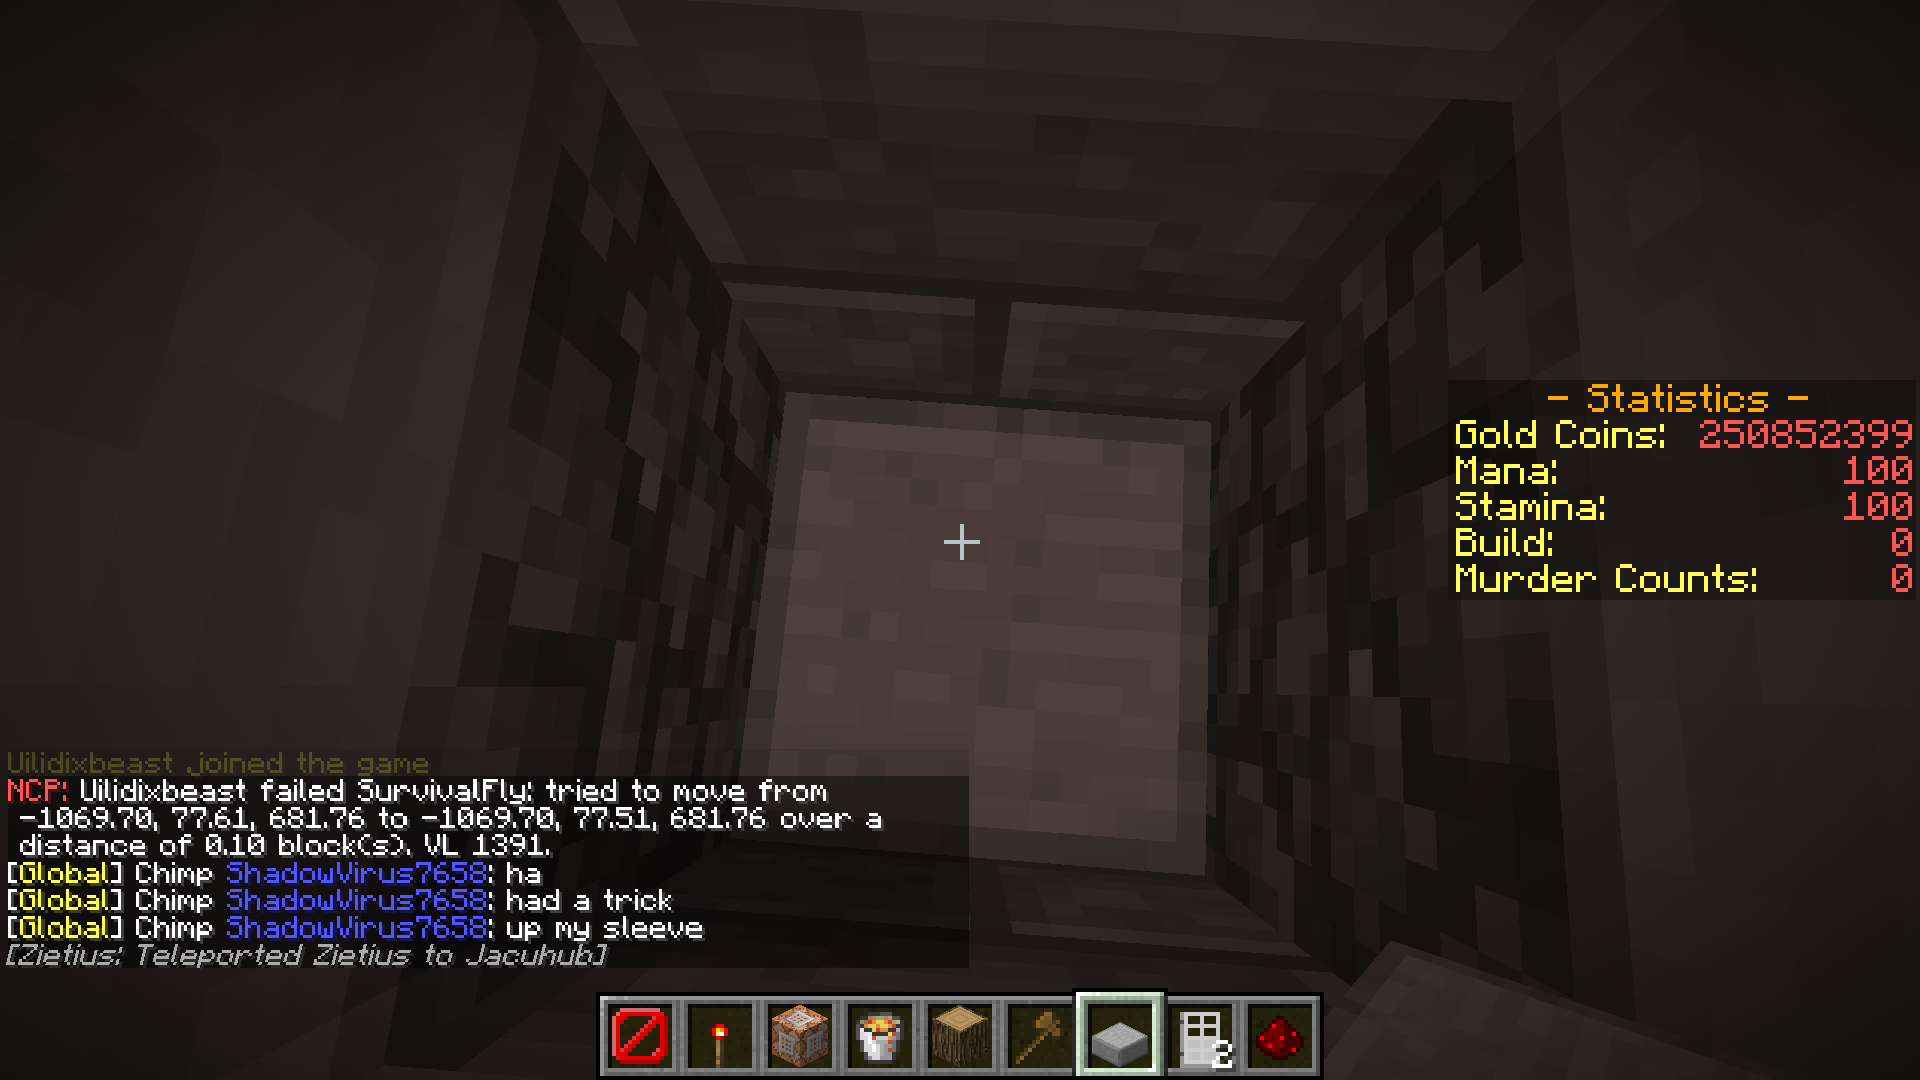 - Statistics -
Gold Coins: 250852399
Mana: 100
Stamina: 100
Build: 0
Murder Counts: 0
Uilidixbeast joined the game
NCP: Uilidixbeast failed SurvivalFly: tried to move from
-1069.70, 77.61, 681.76 to -1069.70, 77.51, 681.76 over a
distance of 0.10 block(s). VL 1391.
[Global] Chimp ShadowVirus7658: ha
[Global] Chimp ShadowVirus7658: had a trick
[Global] Chimp ShadowVirus7658: up my sleeve
[Zietius: Teleported Zietius to Jacuhub]
2